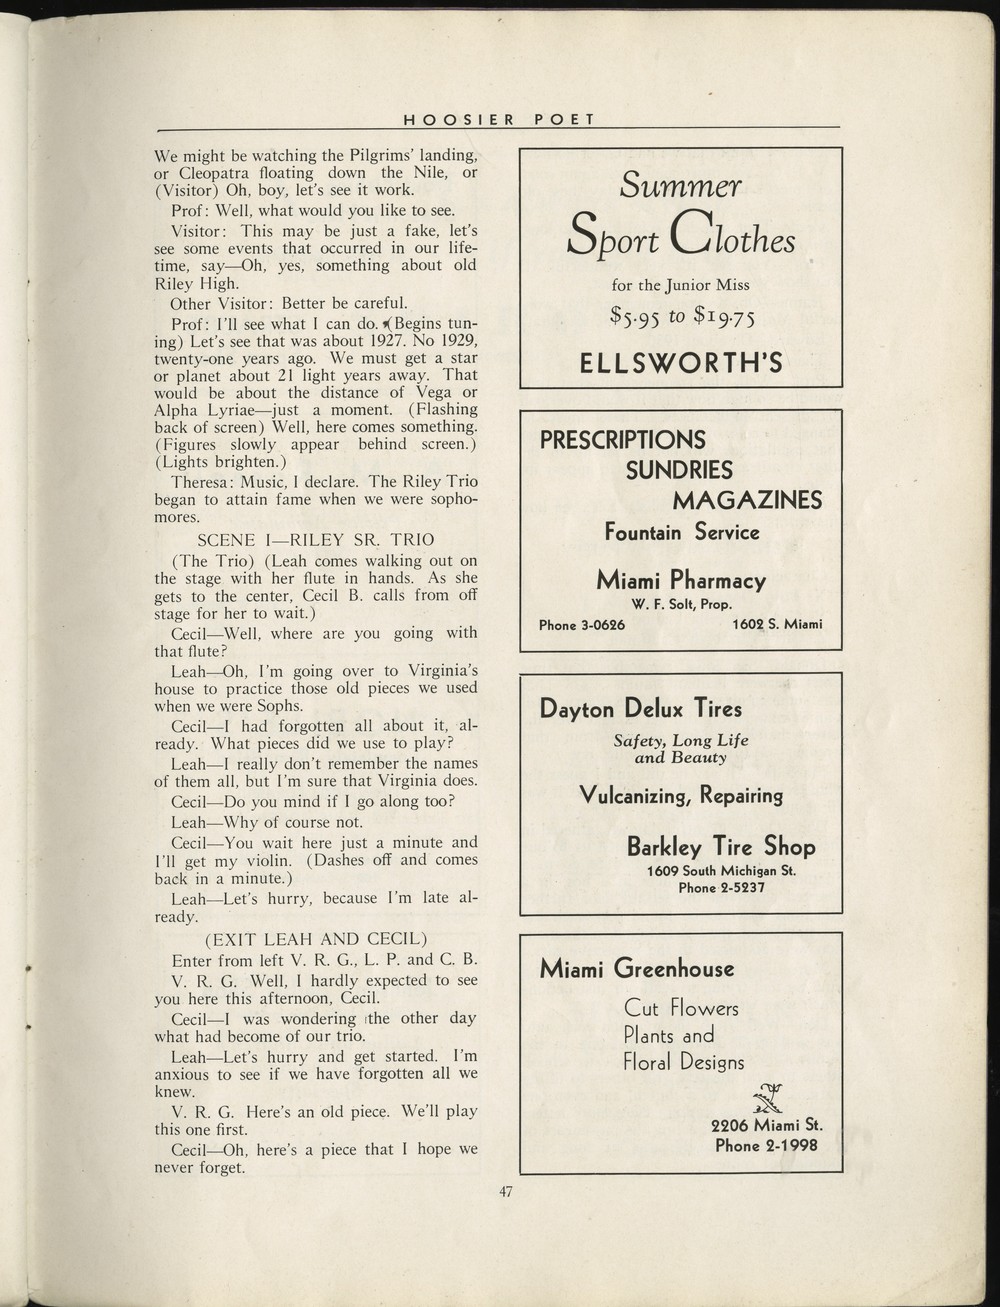 HOOSIER POET
We might be watching the Pilgrims' landing,
or Cleopatra floating down the Nile, or
(Visitor) Oh, boy, let's see it work.
Prof: Well, what would you like to see.
Visitor: This may be just a fake, let's
see some events that occurred in our life-
time, say—Oh, yes, something about old
Riley High.
Other Visitor: Better be careful.
Prof: I'll see what I can do. (Begins tun-
ing) Let's see that was about 1927. No 1929,
twenty-one years ago. We must get a star
or planet about 21 light years away. That
would be about the distance of Vega or
Alpha Lyriae—just a moment. (Flashing
back of screen) Well, here comes something.
(Figures slowly appear behind screen.)
(Lights brighten.)
Theresa: Music, I declare. The Riley Trio
began to attain fame when we were sopho-
mores.
SCENE I—RILEY SR. TRIO
(The Trio) (Leah comes walking out on
the stage with her flute in hands. As she
gets to the center, Cecil B. calls from off
stage for her to wait.)
Cecil—Well, where are you going with
that flute?
Leah—Oh, I'm going over to Virginia's
house to practice those old pieces we used
when we were Sophs.
Cecil—I had forgotten all about it, al-
ready. What pieces did we use to play?
Leah—I really don't remember the names
of them all, but I'm sure that Virginia does.
Cecil—Do you mind if I go along too?
Leah—Why of course not.
Cecil—You wait here just a minute and
I'll get my violin. (Dashes off and comes
back in a minute.)
Leah—Let's hurry, because I'm late al-
ready.
(EXIT LEAH AND CECIL)
Enter from left V. R. G., L. P. and C. B.
V. R. G. Well, I hardly expected to see
you here this afternoon, Cecil.
Cecil—I was wondering the other day
what had become of our trio.
Leah—Let's hurry and get started. I'm
anxious to see if we have forgotten all we
knew.
V. R. G. Here's an old piece. We'll play
this one first.
Cecil—Oh, here's a piece that I hope we
never forget.
Summer
Sport Clothes
for the Junior Miss
$5.95 to $19.75
ELLSWORTH'S
PRESCRIPTIONS
SUNDRIES
MAGAZINES
Fountain Service
Miami Pharmacy
W. F. Solt, Prop.
Phone 3-0626 1602 S. Miami
Dayton Delux Tires
Safety, Long Life
and Beauty
Vulcanizing, Repairing
Barkley Tire Shop
1609 South Michigan St.
Phone 2-5237
Miami Greenhouse
Cut Flowers
Plants and
Floral Designs
2206 Miami St.
Phone 2-1998
47